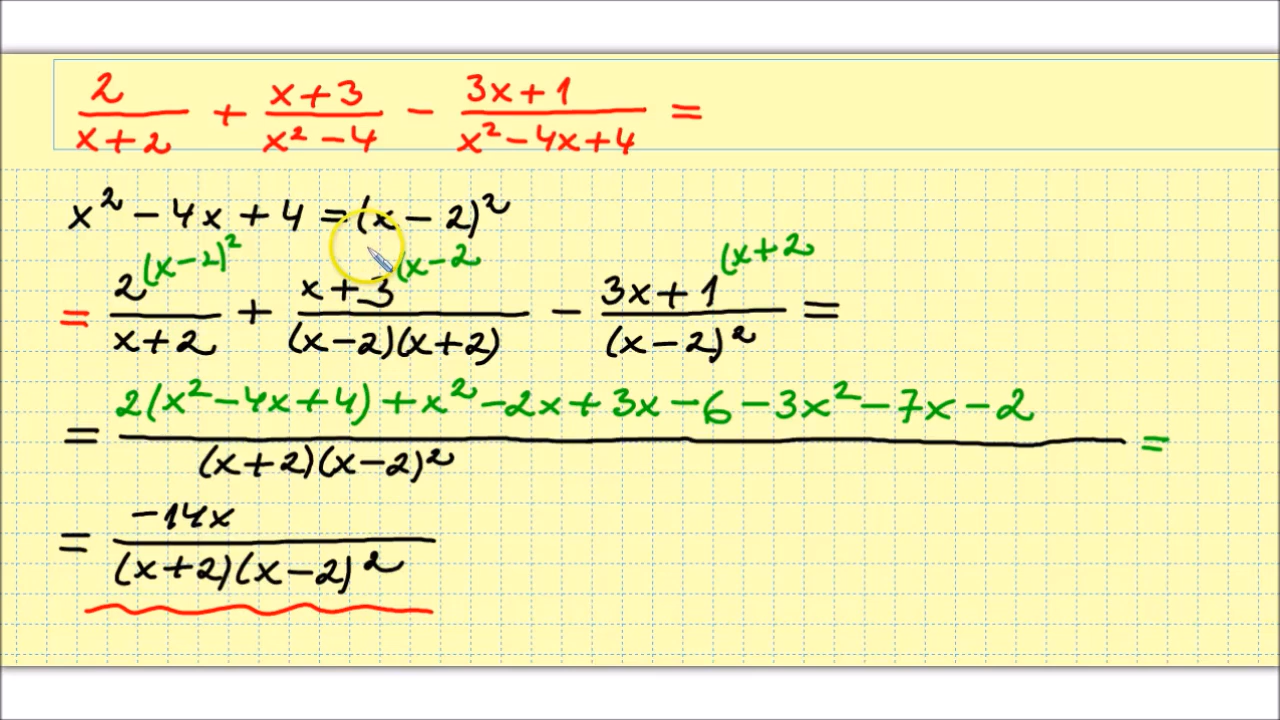 2/(x+2) + (x+3)/(x² − 4) − (3x+1)/(x² − 4x + 4) =
x² − 4x + 4 = (x − 2)²
(x−2)² (x−2 (x+2
= 2/(x+2) + (x+3)/((x−2)(x+2)) − (3x+1)/(x−2)² =
= (2(x² − 4x + 4) + x² − 2x + 3x − 6 − 3x² − 7x − 2)/((x+2)(x−2)²) =
= −14x/((x+2)(x−2)²)